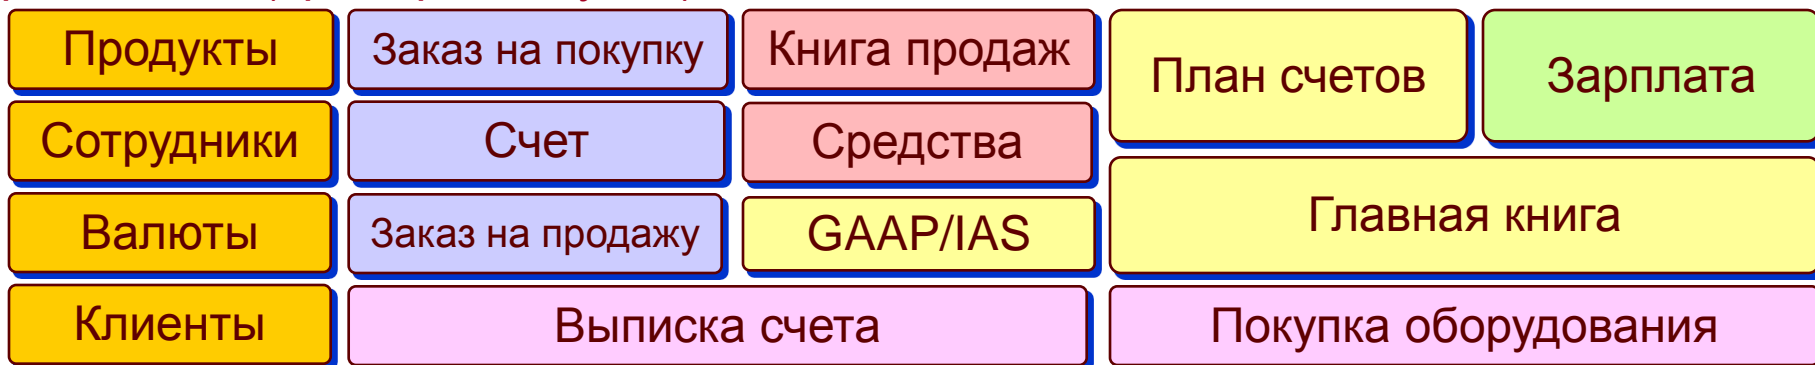 Продукты
Заказ на покупку
Книга продаж
План счетов
Зарплата
Сотрудники
Счет
Средства
Главная книга
Валюты
Заказ на продажу
GAAP/IAS
Клиенты
Выписка счета
Покупка оборудования